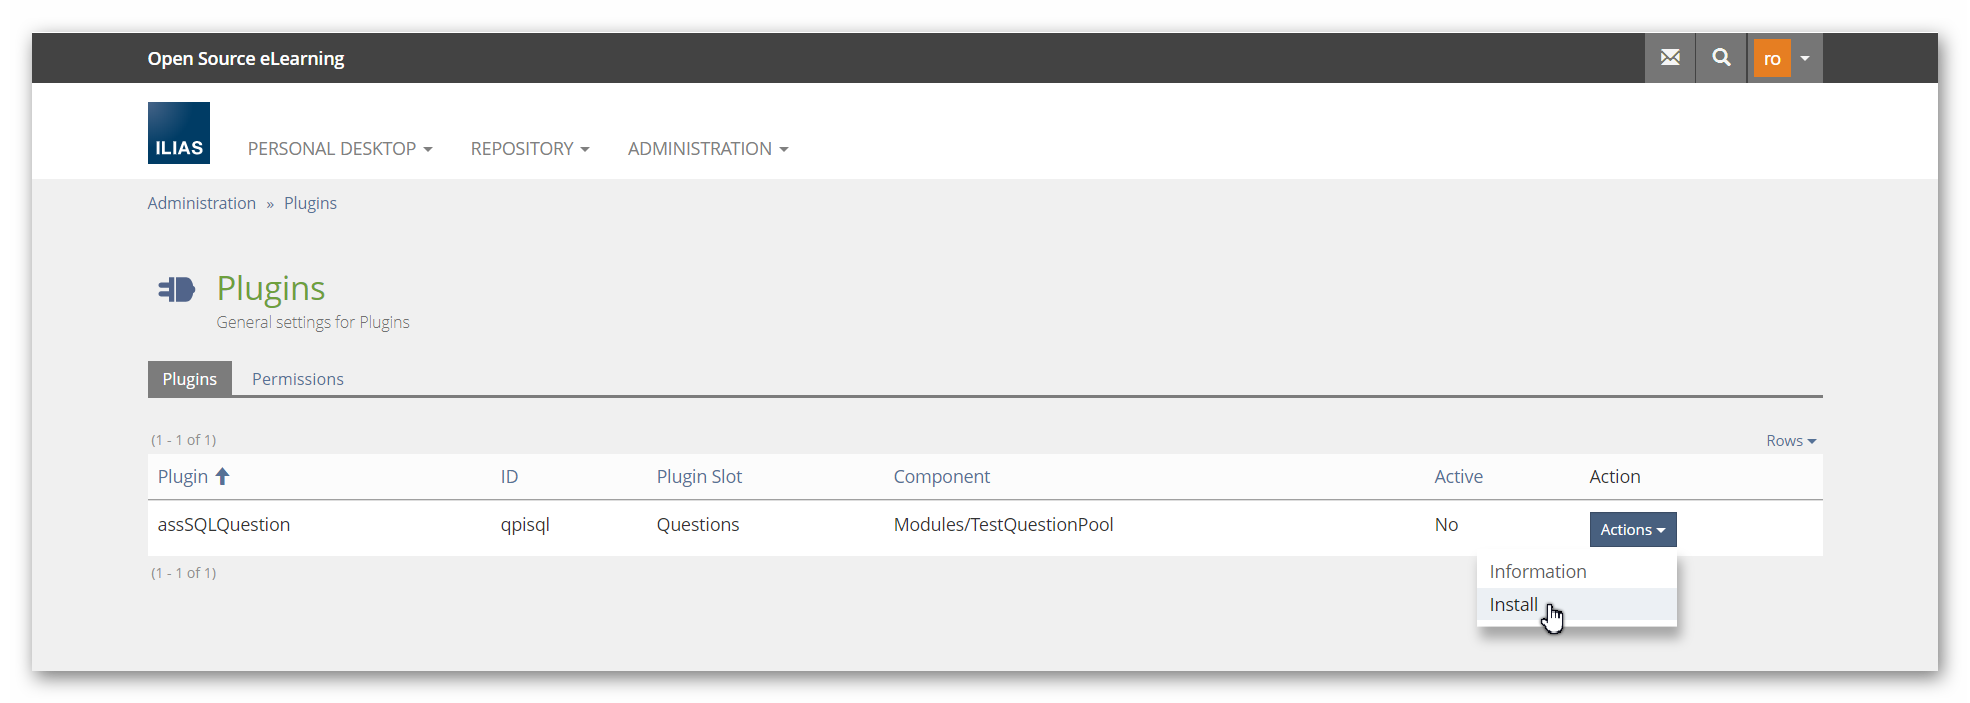 Open Source eLearning
ro
ILIAS
PERSONAL DESKTOP
REPOSITORY
ADMINISTRATION
Administration » Plugins
Plugins
General settings for Plugins
Plugins
Permissions
(1 - 1 of 1)
Rows
Plugin ID Plugin Slot Component Active Action
assSQLQuestion qpisql Questions Modules/TestQuestionPool No Actions
(1 - 1 of 1)
Information
Install